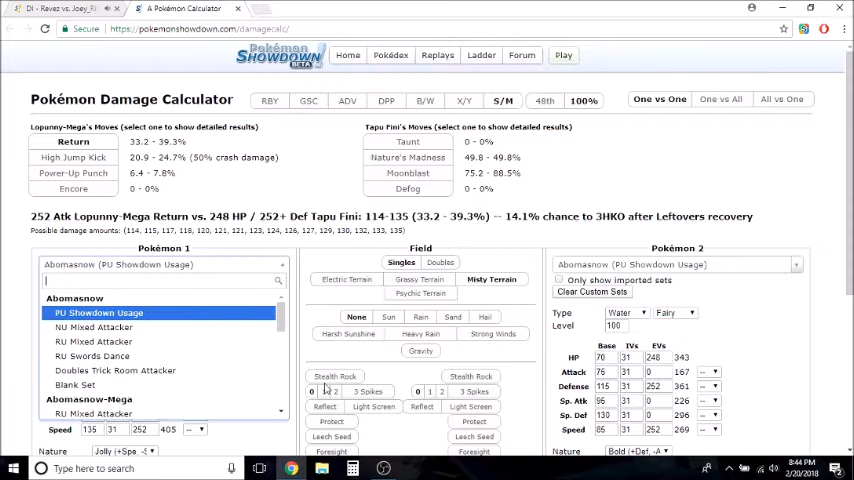 DI - Revez vs. Joey_Ri
A Pokémon Calculator
Secure
https://pokemonshowdown.com/damagecalc/
Pokémon
Showdown
BETA
Home Pokédex Replays Ladder Forum Play
Pokémon Damage Calculator
RBY GSC ADV DPP B/W X/Y S/M 48th 100% One vs One One vs All All vs One
Lopunny-Mega's Moves (select one to show detailed results)
Return 33.2 - 39.3%
High Jump Kick 20.9 - 24.7% (50% crash damage)
Power-Up Punch 6.4 - 7.8%
Encore 0 - 0%
Tapu Fini's Moves (select one to show detailed results)
Taunt 0 - 0%
Nature's Madness 49.8 - 49.8%
Moonblast 75.2 - 88.5%
Defog 0 - 0%
252 Atk Lopunny-Mega Return vs. 248 HP / 252+ Def Tapu Fini: 114-135 (33.2 - 39.3%) -- 14.1% chance to 3HKO after Leftovers recovery
Possible damage amounts: (114, 115, 117, 118, 120, 121, 121, 123, 124, 126, 127, 129, 130, 132, 133, 135)
Pokémon 1
Abomasnow (PU Showdown Usage)
Abomasnow
PU Showdown Usage
NU Mixed Attacker
RU Mixed Attacker
RU Swords Dance
Doubles Trick Room Attacker
Blank Set
Abomasnow-Mega
RU Mixed Attacker
Speed 135 31 252 405 --
Nature Jolly (+Spe, -S
Field
Singles Doubles
Electric Terrain Grassy Terrain Misty Terrain
Psychic Terrain
None Sun Rain Sand Hail
Harsh Sunshine Heavy Rain Strong Winds
Gravity
Stealth Rock Stealth Rock
0 2 3 Spikes 0 1 2 3 Spikes
Reflect Light Screen Reflect Light Screen
Protect Protect
Leech Seed Leech Seed
Foresight Foresight
Pokémon 2
Abomasnow (PU Showdown Usage)
Only show imported sets
Clear Custom Sets
Type Water Fairy
Level 100
Base IVs EVs
HP 70 31 248 343
Attack 75 31 0 167 --
Defense 115 31 252 361 --
Sp. Atk 95 31 0 226 --
Sp. Def 130 31 0 296 --
Speed 85 31 252 269 --
Nature Bold (+Def, -A
Type here to search
8:44 PM
2/20/2018
2